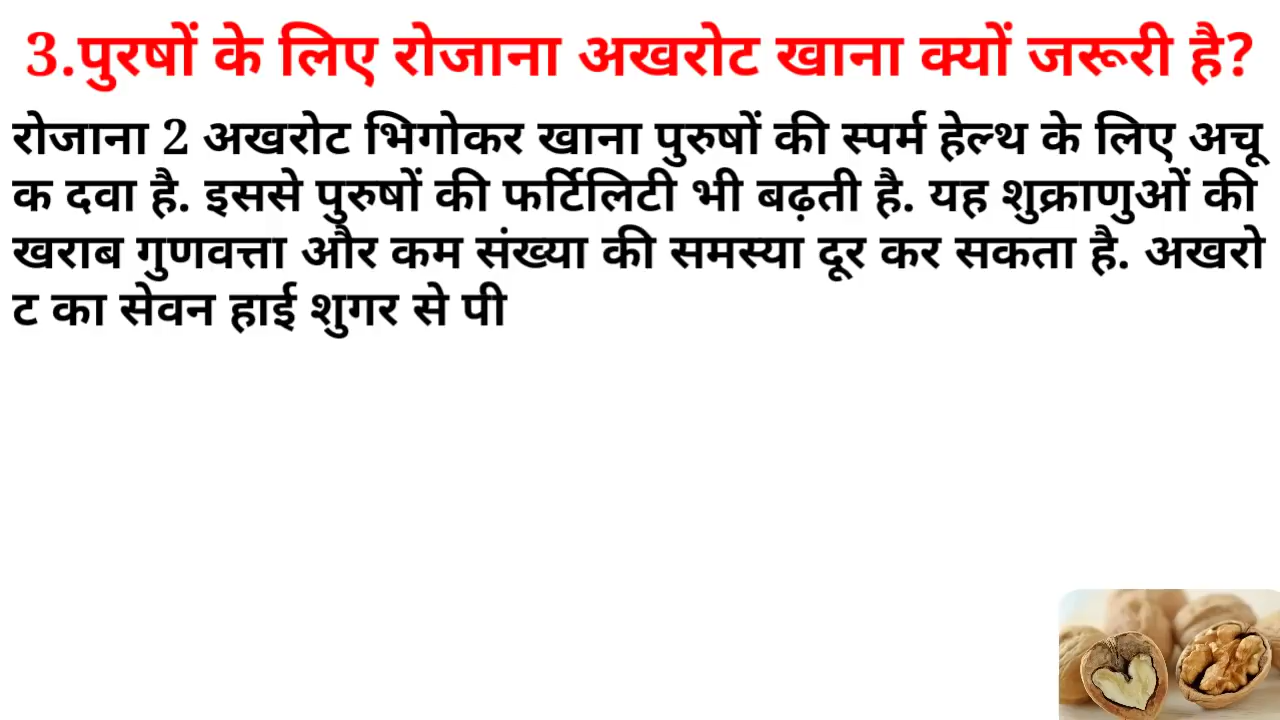 3.पुरषों के लिए रोजाना अखरोट खाना क्यों जरूरी है?
रोजाना 2 अखरोट भिगोकर खाना पुरुषों की स्पर्म हेल्थ के लिए अचू
क दवा है. इससे पुरुषों की फर्टिलिटी भी बढ़ती है. यह शुक्राणुओं की
खराब गुणवत्ता और कम संख्या की समस्या दूर कर सकता है. अखरो
ट का सेवन हाई शुगर से पी